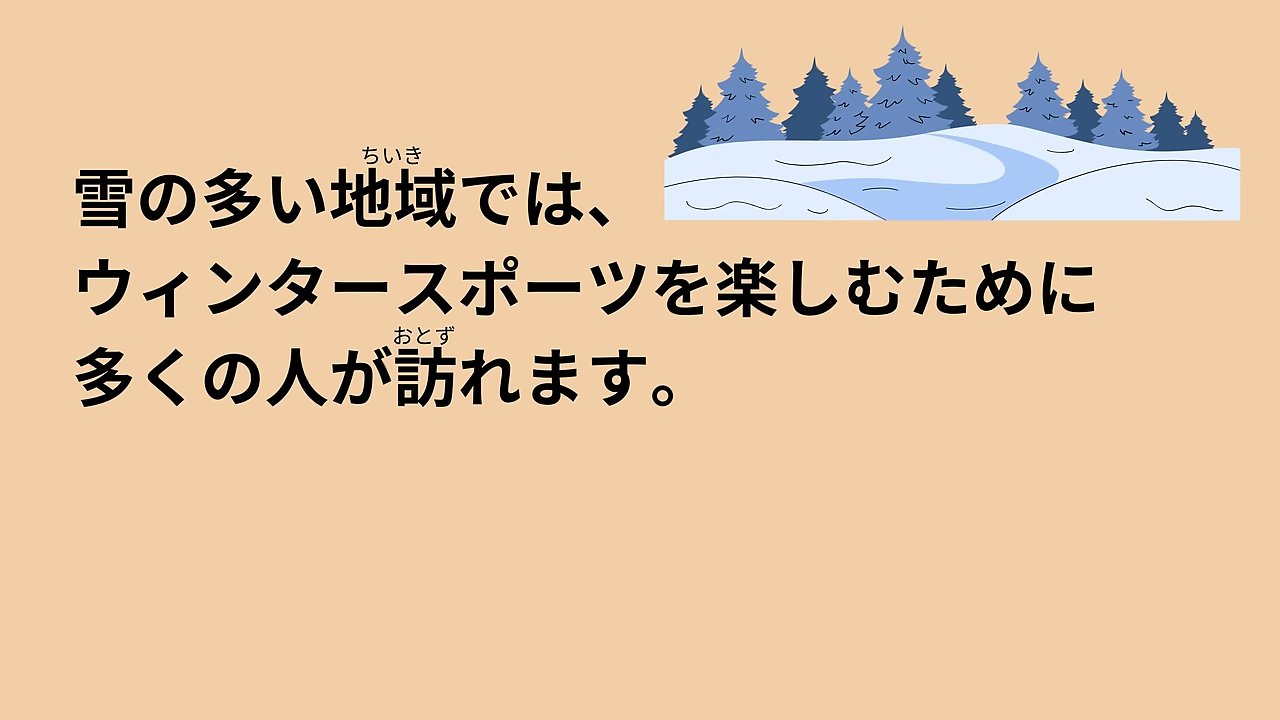 ちいき
雪の多い地域では、
ウィンタースポーツを楽しむために
おとず
多くの人が訪れます。